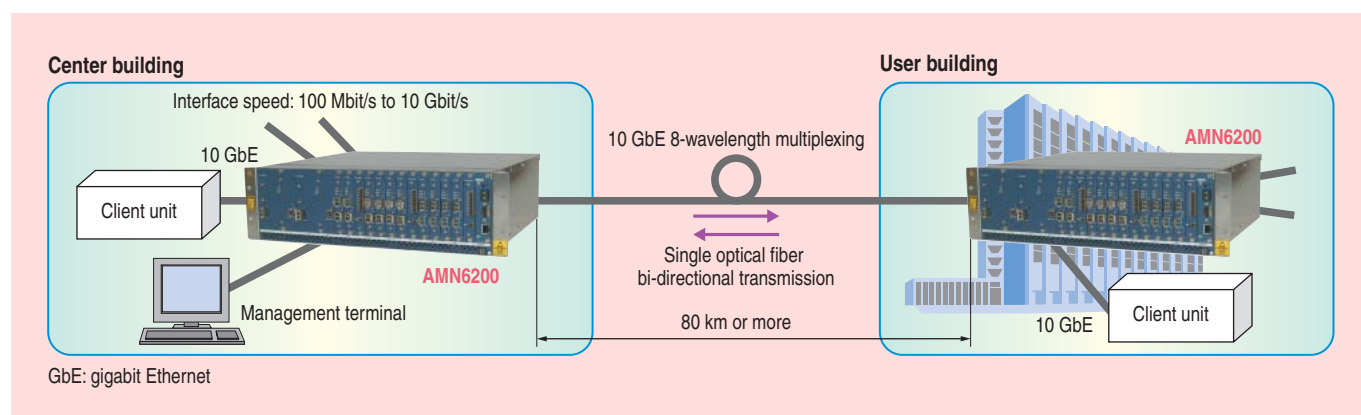 Center building
Interface speed: 100 Mbit/s to 10 Gbit/s
10 GbE
Client unit
AMN6200
Management terminal
10 GbE 8-wavelength multiplexing
Single optical fiber
bi-directional transmission
80 km or more
User building
AMN6200
10 GbE
Client unit
GbE: gigabit Ethernet